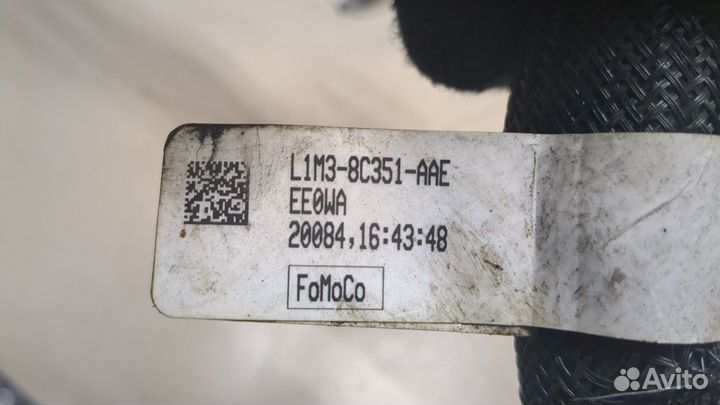 L1M3-8C351-AAE
EE0WA
20084,16:43:48
FoMoCo
Avito